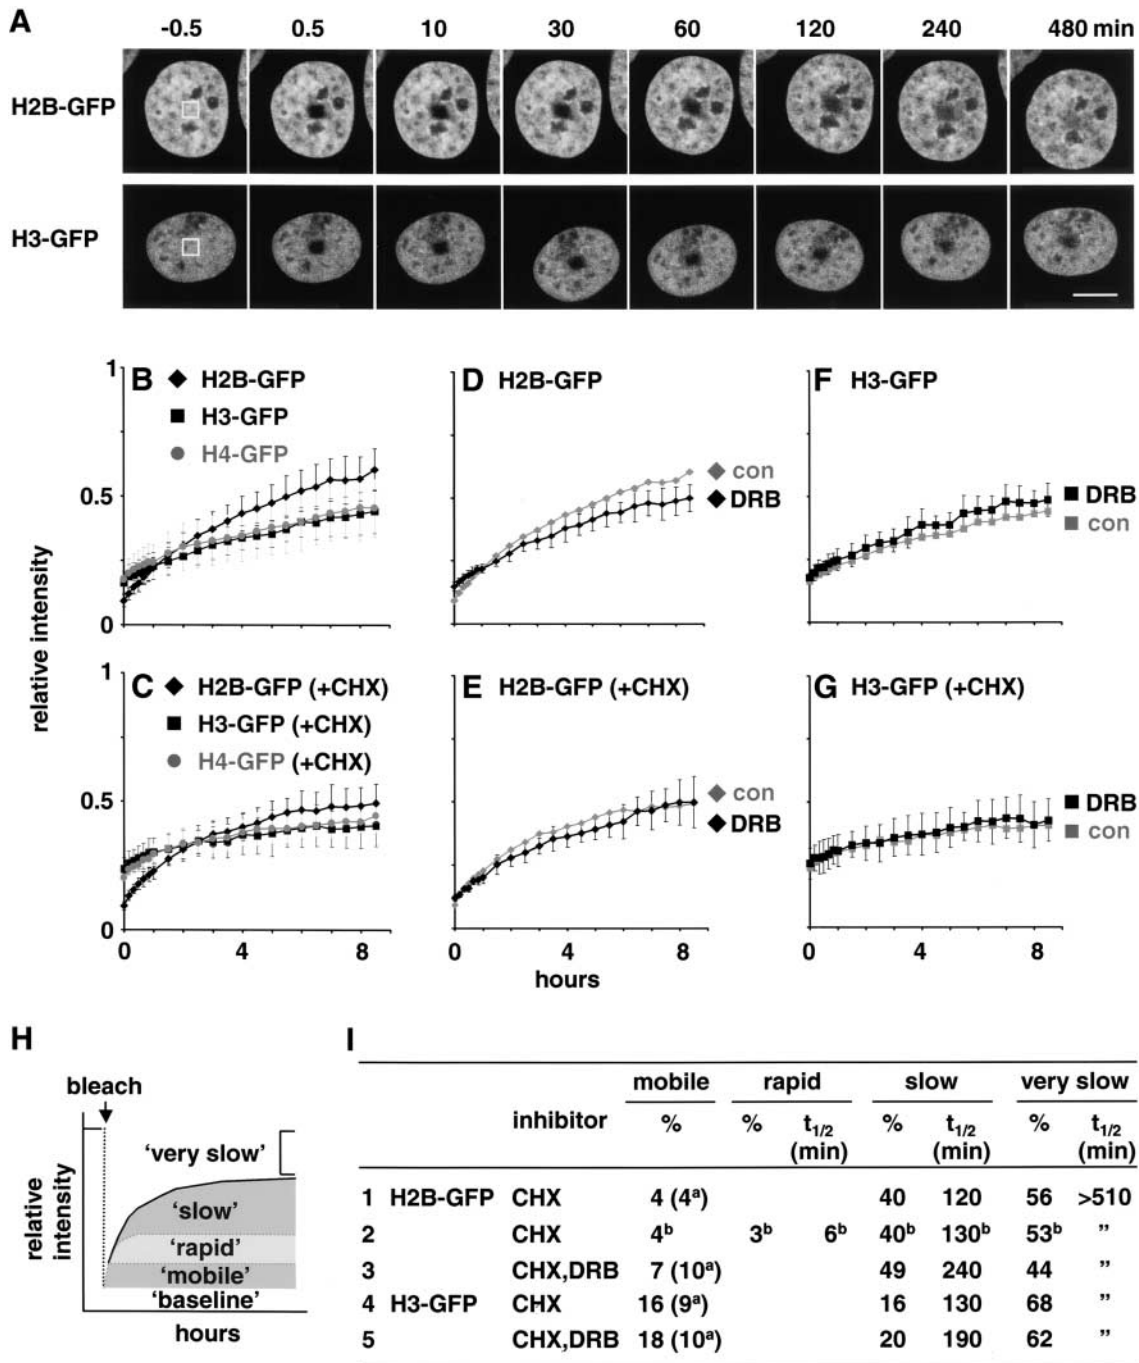 A
-0.5 0.5 10 30 60 120 240 480 min
H2B-GFP
H3-GFP
relative intensity
1
0.5
0
B H2B-GFP
H3-GFP
H4-GFP
D H2B-GFP
con
DRB
F H3-GFP
DRB
con
1
0.5
0
C H2B-GFP (+CHX)
H3-GFP (+CHX)
H4-GFP (+CHX)
E H2B-GFP (+CHX)
con
DRB
G H3-GFP (+CHX)
DRB
con
0 4 8 0 4 8 0 4 8
hours
H
bleach
relative
intensity
'very slow'
'slow'
'rapid'
'mobile'
'baseline'
hours
I
mobile rapid slow very slow
inhibitor % % t1/2 (min) % t1/2 (min) % t1/2 (min)
1 H2B-GFP CHX 4 (4ᵃ) 40 120 56 >510
2 CHX 4ᵇ 3ᵇ 6ᵇ 40ᵇ 130ᵇ 53ᵇ ”
3 CHX,DRB 7 (10ᵃ) 49 240 44 ”
4 H3-GFP CHX 16 (9ᵃ) 16 130 68 ”
5 CHX,DRB 18 (10ᵃ) 20 190 62 ”